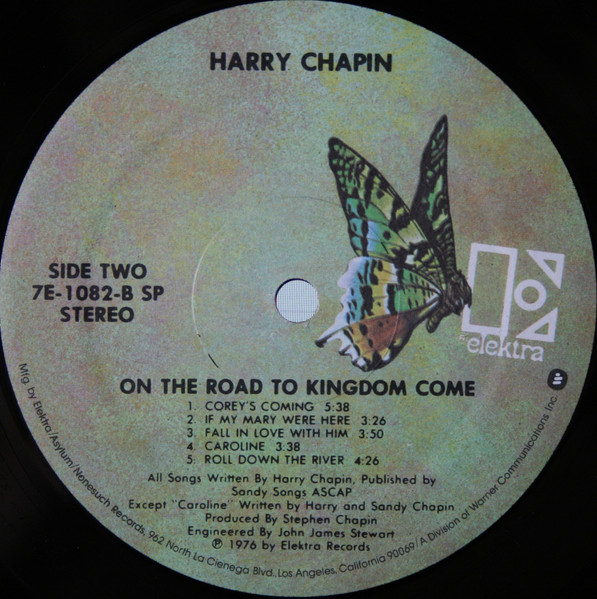 HARRY CHAPIN
SIDE TWO
7E-1082-B SP
STEREO
elektra
ON THE ROAD TO KINGDOM COME
1. COREY'S COMING 5:38
2. IF MY MARY WERE HERE 3:26
3. FALL IN LOVE WITH HIM 3:50
4. CAROLINE 3:38
5. ROLL DOWN THE RIVER 4:26
All Songs Written By Harry Chapin, Published by
Sandy Songs ASCAP
Except "Caroline" Written by Harry and Sandy Chapin
Produced By Stephen Chapin
Engineered By John James Stewart
℗ 1976 by Elektra Records
Mfg. by Elektra/Asylum/Nonesuch Records, 962 North La Cienega Blvd., Los Angeles, California 90069/A Division of Warner Communications, Inc.